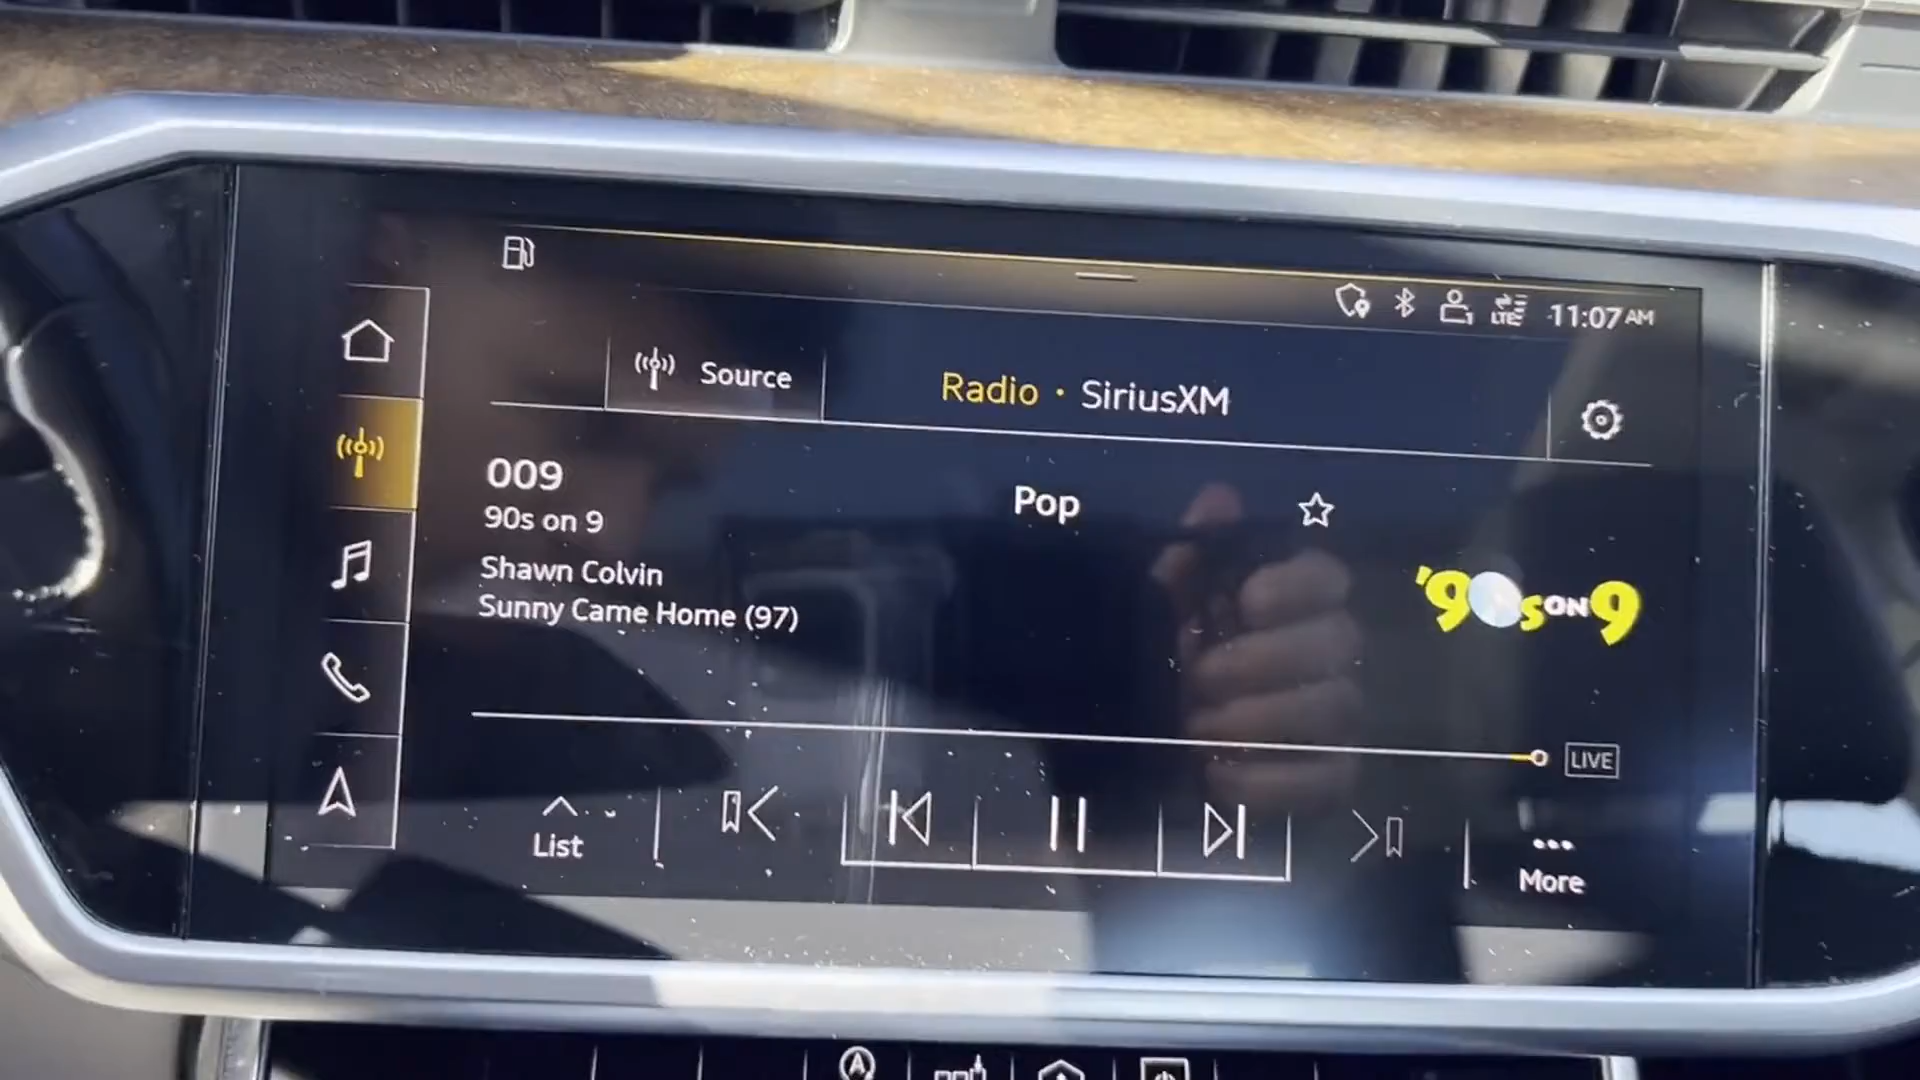 LTE 11:07 AM
Source
Radio · SiriusXM
009
90s on 9
Pop
Shawn Colvin
Sunny Came Home (97)
'90s ON 9
LIVE
List
More
A